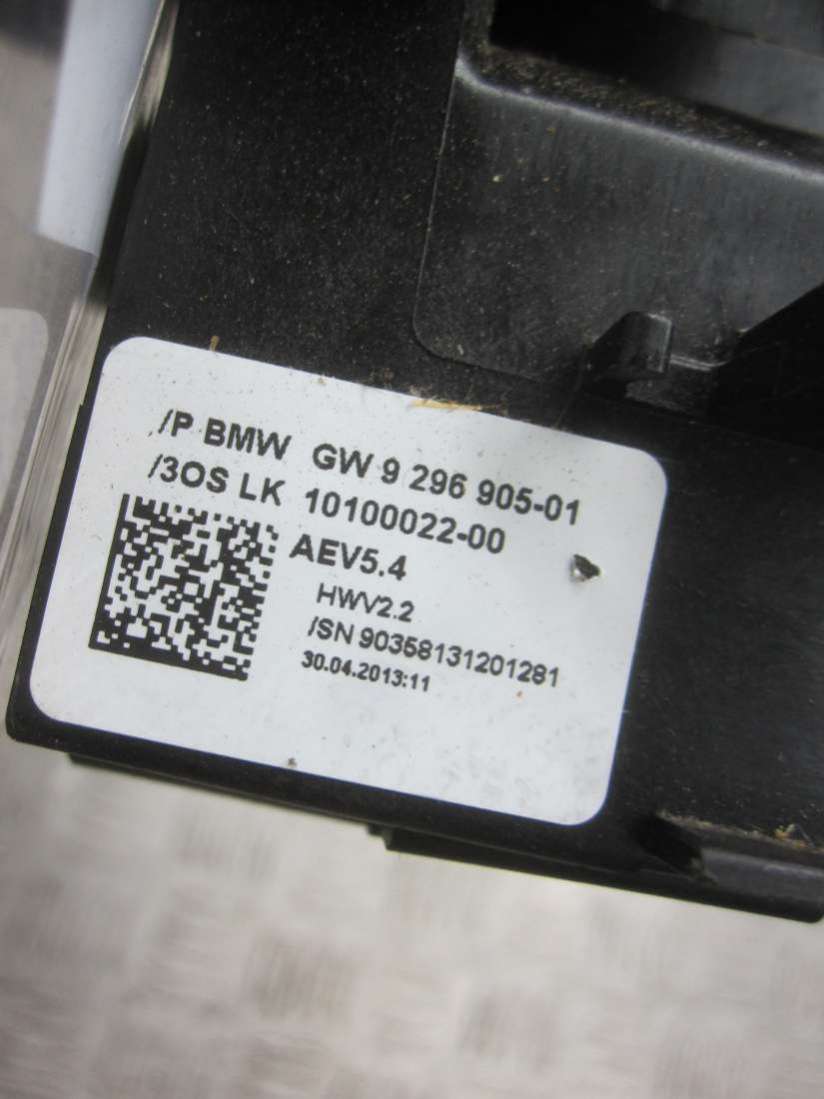 /P BMW GW 9 296 905-01
/3OS LK 10100022-00
AEV5.4
HWV2.2
/SN 90358131201281
30.04.2013:11